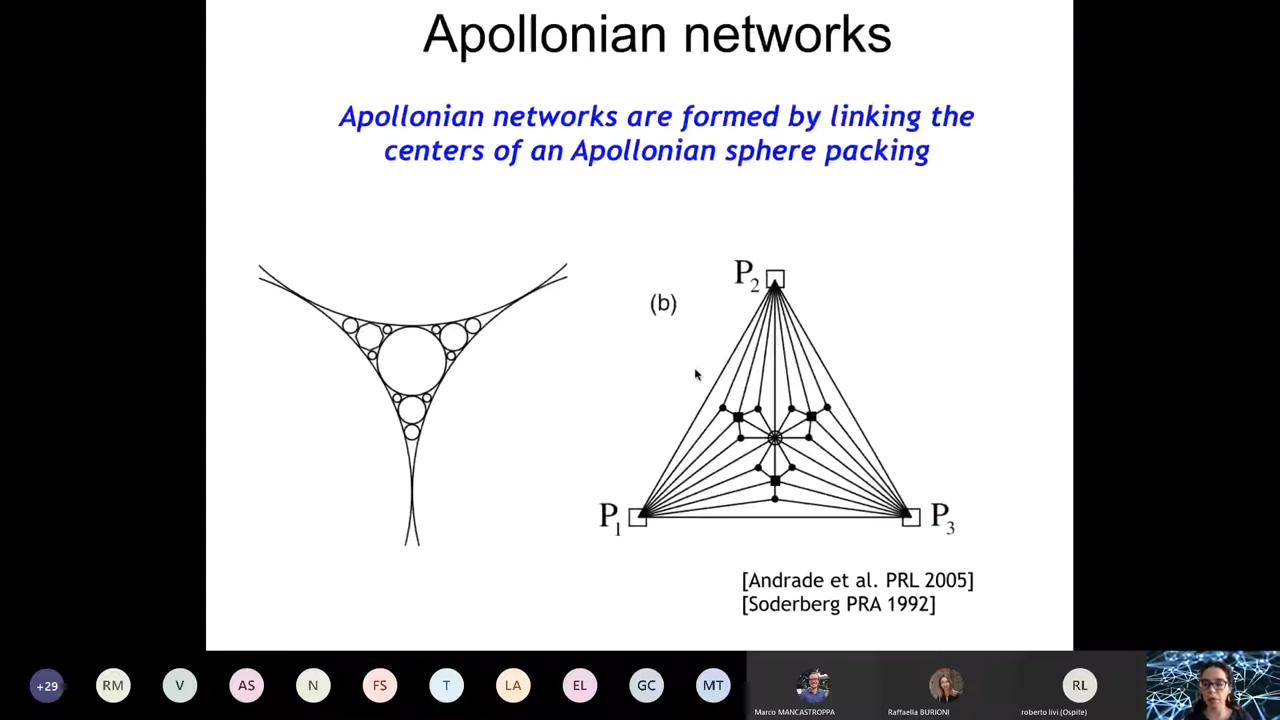 Apollonian networks
Apollonian networks are formed by linking the
centers of an Apollonian sphere packing
(b)
P2
P1
P3
[Andrade et al. PRL 2005]
[Soderberg PRA 1992]
+29 RM V AS N FS T LA EL GC MT RL
Marco MANCASTROPPA Raffaella BURIONI roberto livi (Ospite)